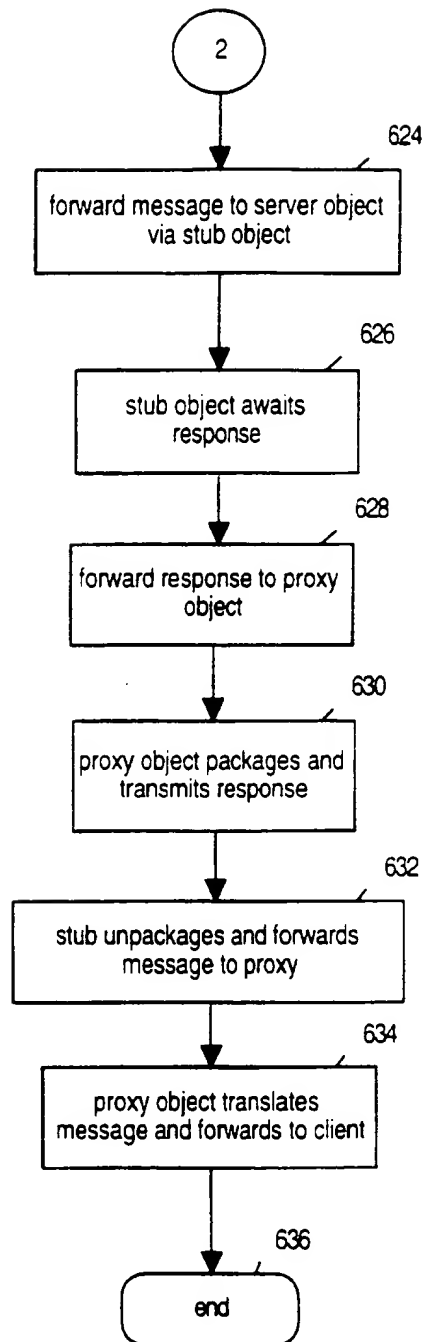 2
624
forward message to server object
via stub object
626
stub object awaits
response
628
forward response to proxy
object
630
proxy object packages and
transmits response
632
stub unpackages and forwards
message to proxy
634
proxy object translates
message and forwards to client
636
end